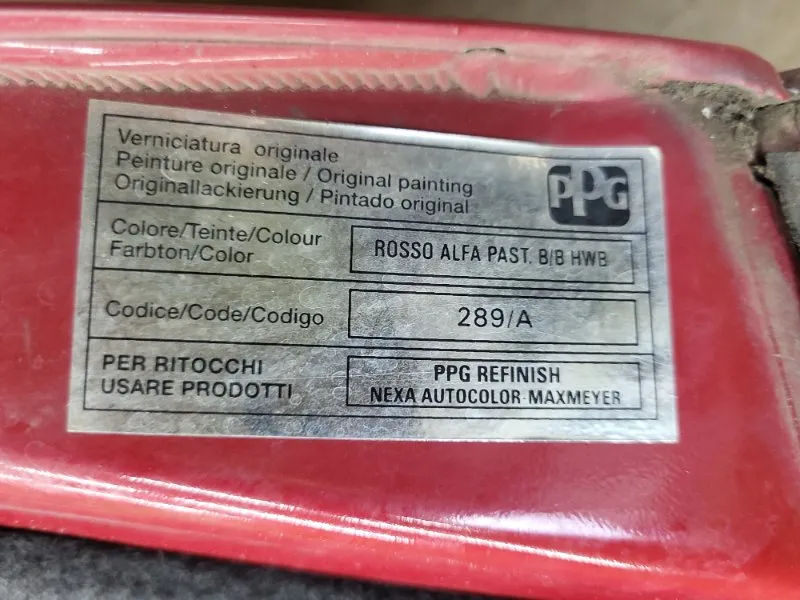 Verniciatura originale
Peinture originale / Original painting
Originallackierung / Pintado original
PPG
Colore/Teinte/Colour
Farbton/Color
ROSSO ALFA PAST. B/B HWB
Codice/Code/Codigo
289/A
PER RITOCCHI
USARE PRODOTTI
PPG REFINISH
NEXA AUTOCOLOR-MAXMEYER